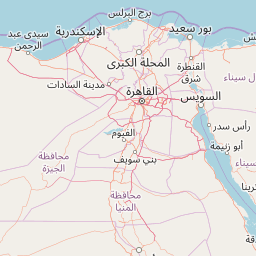 برج البرلس
بور سعيد
الإسكندرية
سيدى عبد
الرحمن
المحلة الكبرى
القنطرة
شرق
مدينة السادات
القاهرة
السويس
رأس سدر
الفيوم
أبو زنيمة
بني سويف
محافظة
الجيزة
محافظة
المنيا